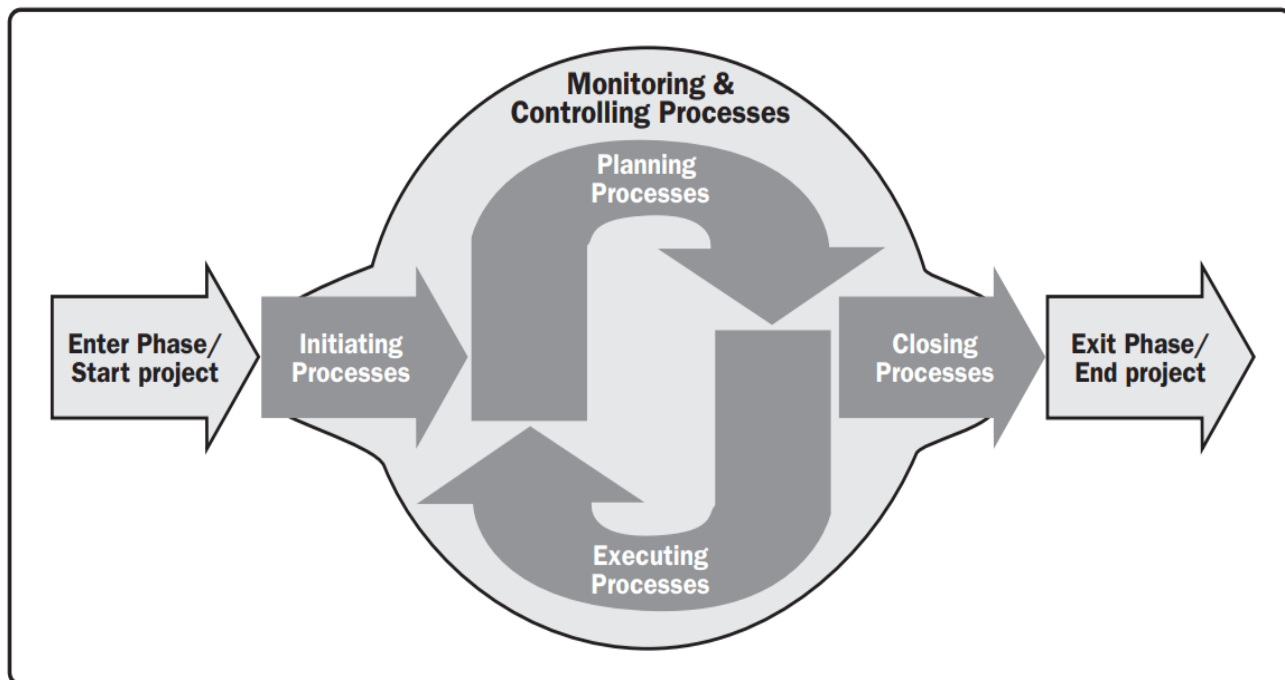 Monitoring &
Controlling Processes
Planning
Processes
Enter Phase/
Start project
Initiating
Processes
Closing
Processes
Exit Phase/
End project
Executing
Processes